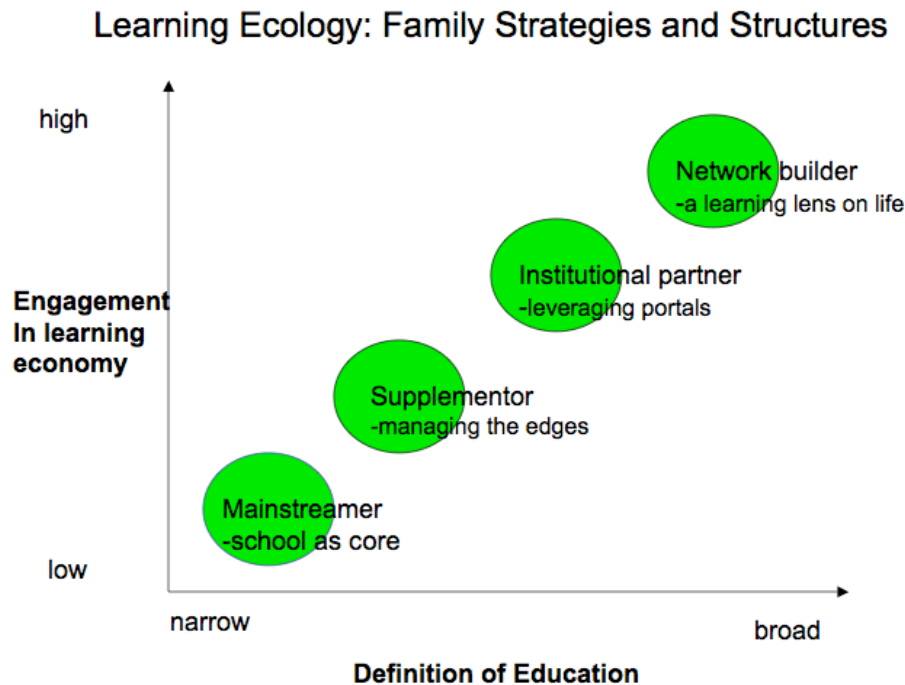 Learning Ecology: Family Strategies and Structures
high
Network builder
-a learning lens on life
Institutional partner
-leveraging portals
Engagement
In learning
economy
Supplementor
-managing the edges
Mainstreamer
-school as core
low
narrow
broad
Definition of Education